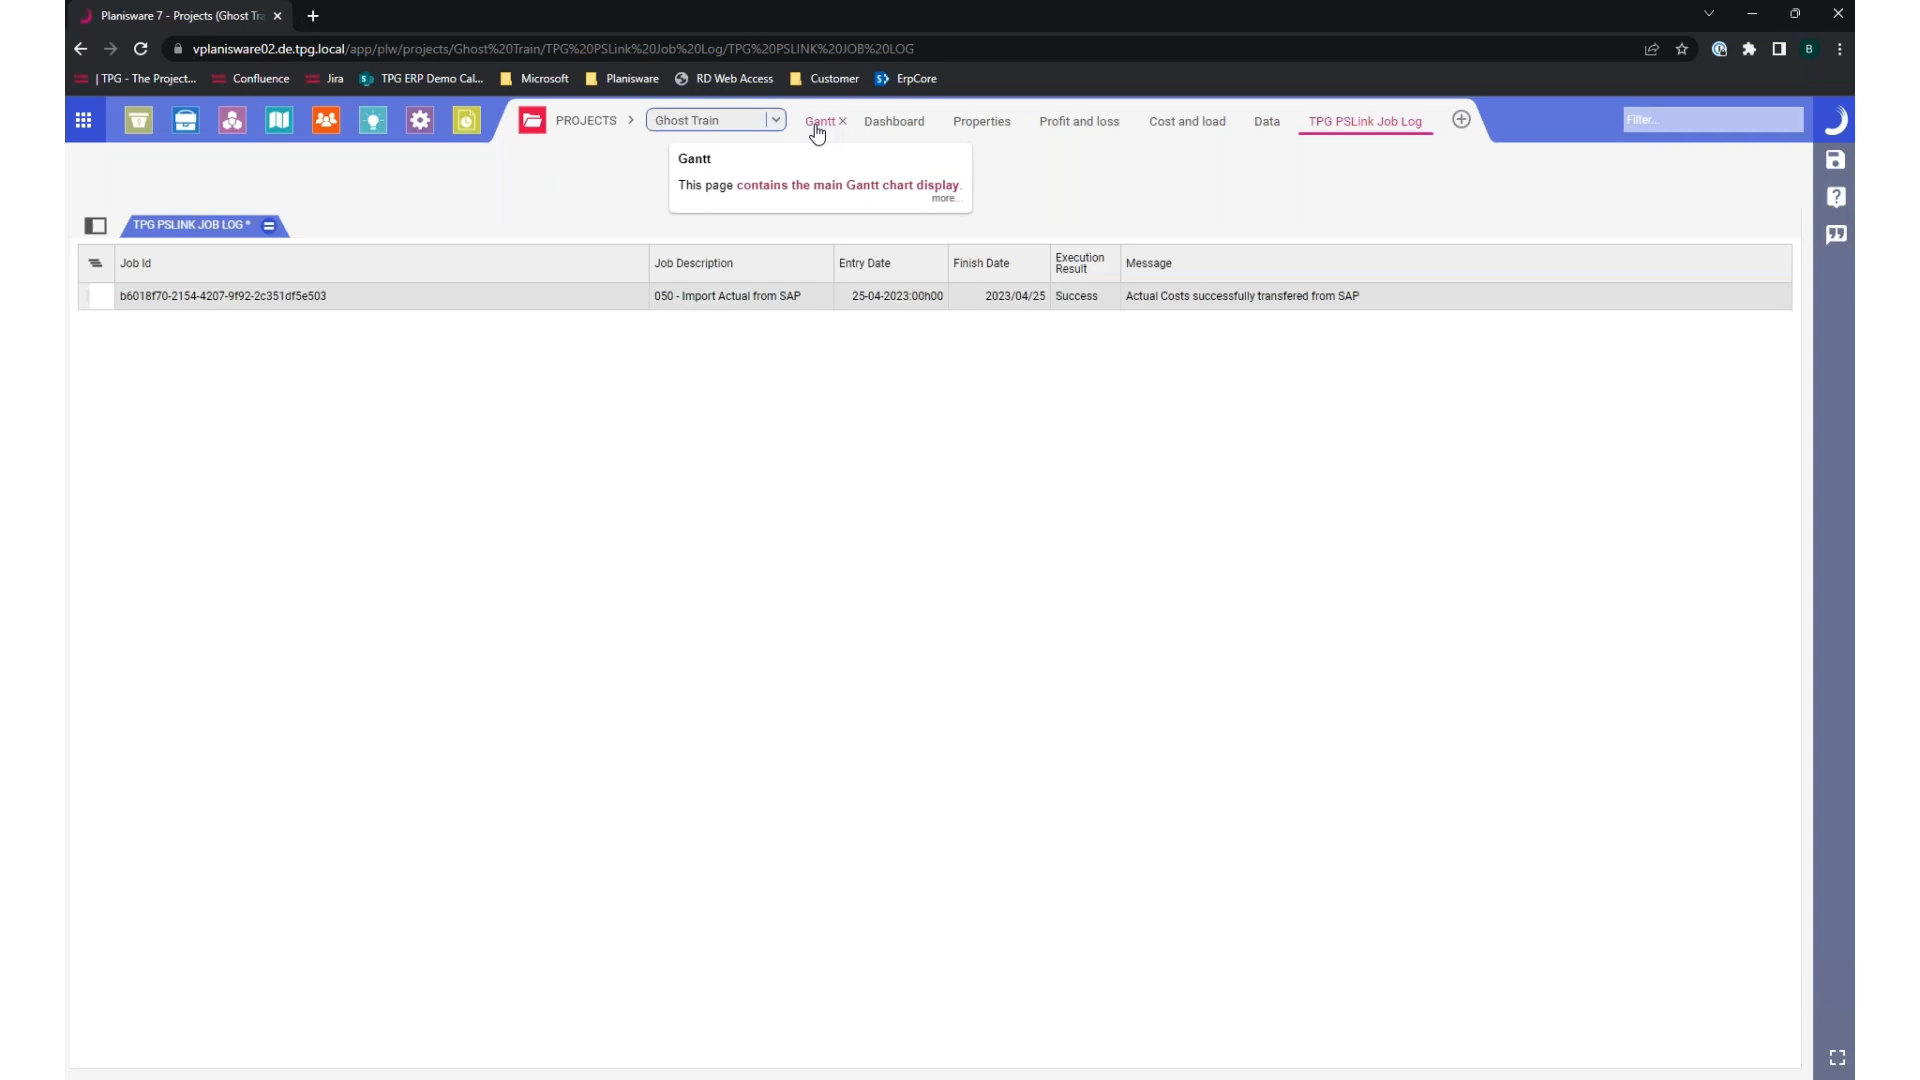 Planisware 7 - Projects (Ghost Tra
vplanisware02.de.tpg.local/app/plw/projects/Ghost%20Train/TPG%20PSLink%20Job%20Log/TPG%20PSLINK%20JOB%20LOG
B
| TPG - The Project...
Confluence
Jira
TPG ERP Demo Cal...
Microsoft
Planisware
RD Web Access
Customer
ErpCore
PROJECTS >
Ghost Train
Gantt
Dashboard
Properties
Profit and loss
Cost and load
Data
TPG PSLink Job Log
Filter...
Gantt
This page contains the main Gantt chart display.
more...
TPG PSLINK JOB LOG *
Job Id
Job Description
Entry Date
Finish Date
Execution
Result
Message
b6018f70-2154-4207-9f92-2c351df5e503
050 - Import Actual from SAP
25-04-2023:00h00
2023/04/25
Success
Actual Costs successfully transfered from SAP